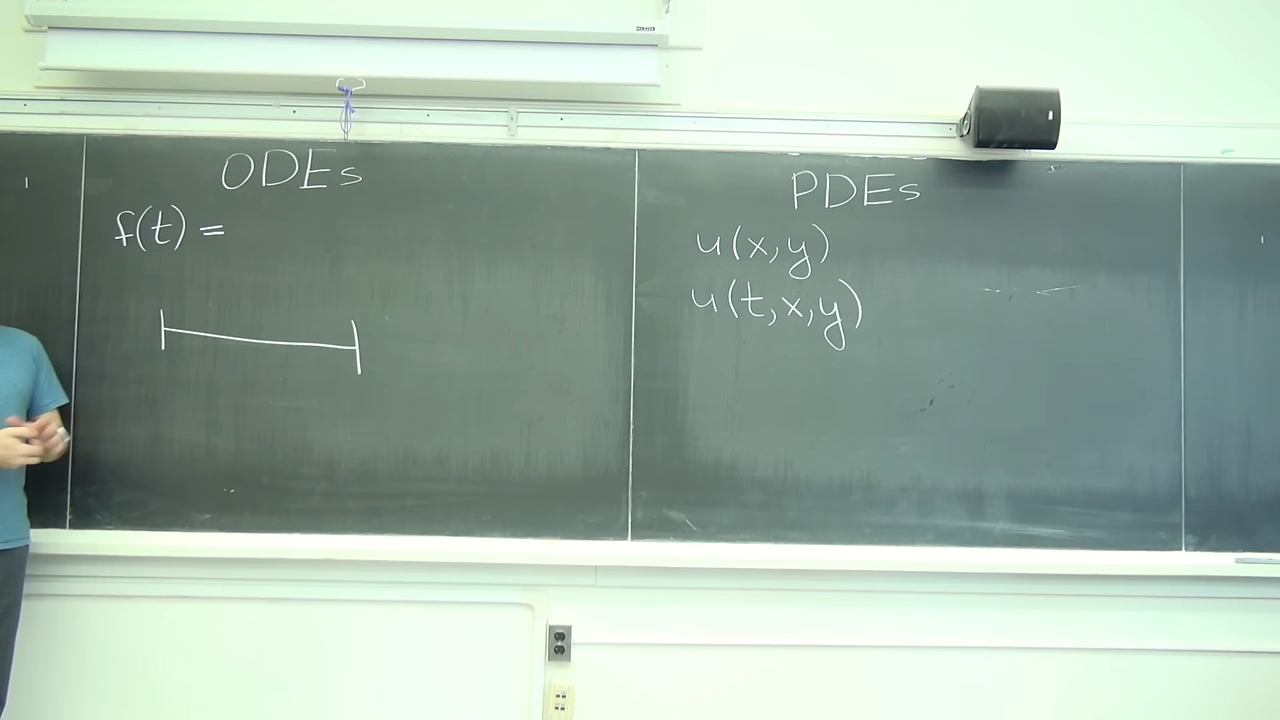 ODEs
f(t) =
PDEs
u(x,y)
u(t,x,y)